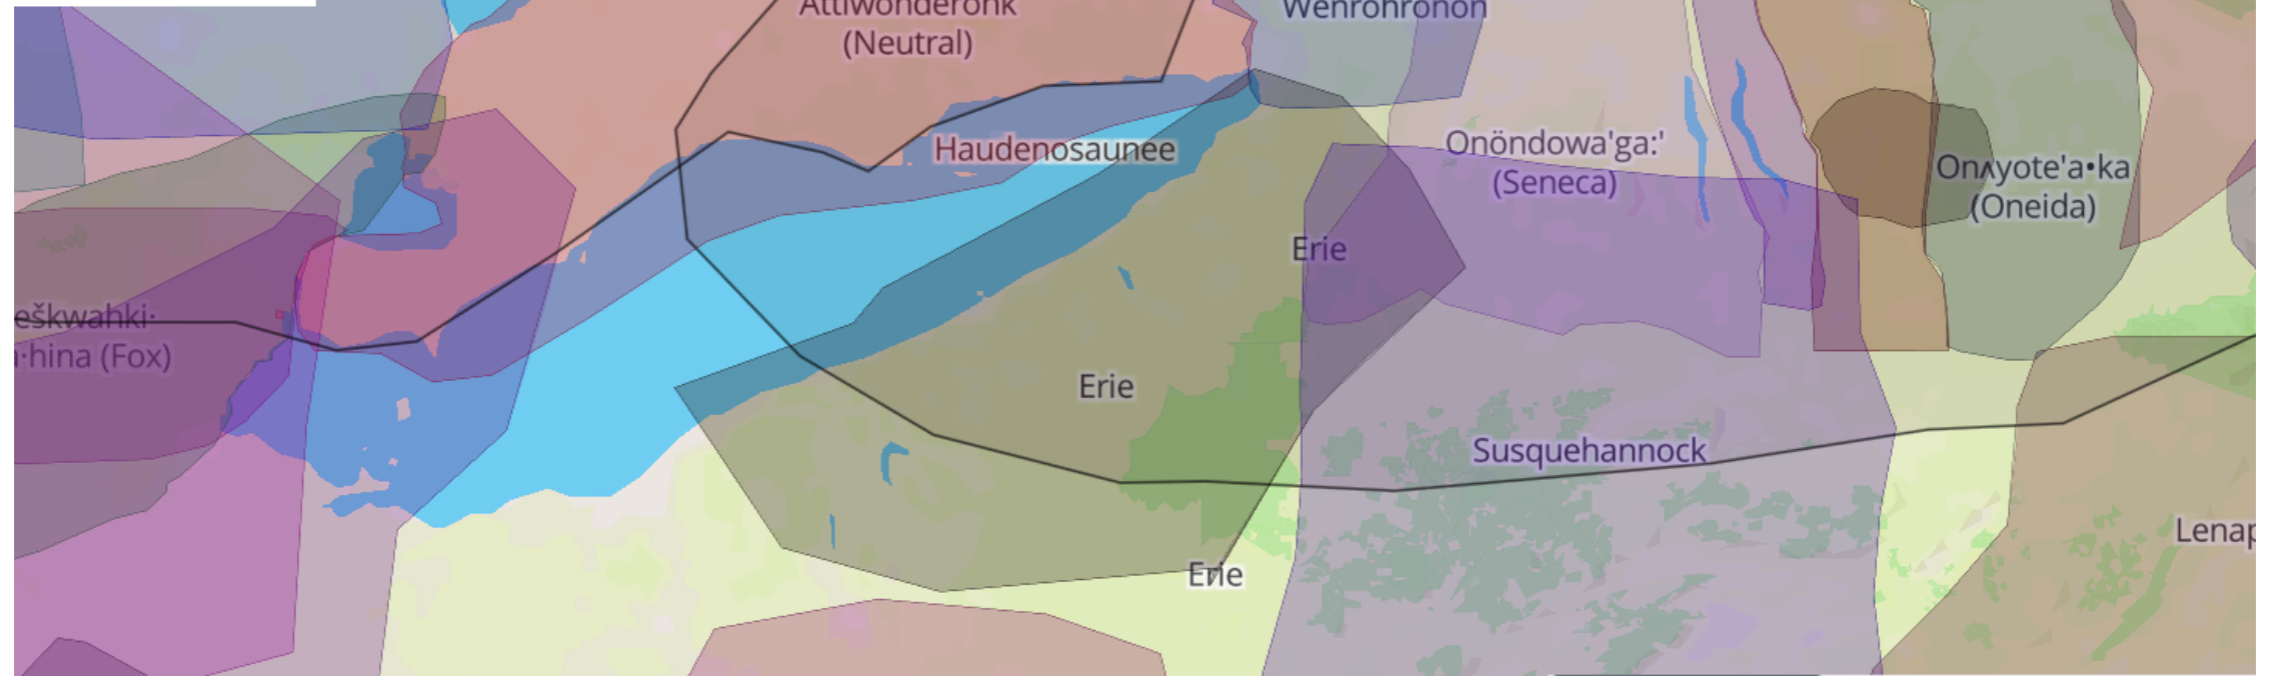 Attiwonderonk
(Neutral)
Wenrohronon
Haudenosaunee
Onöndowa'ga:'
(Seneca)
Onʌyote'a•ka
(Oneida)
Erie
eškwahki·
a·hina (Fox)
Erie
Susquehannock
Lenap
Erie